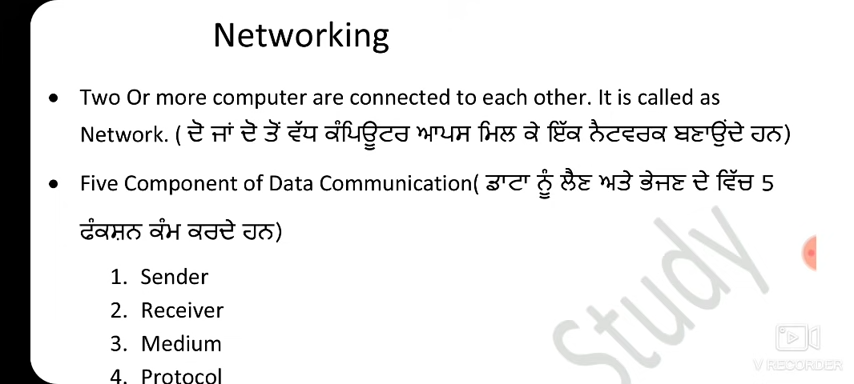 Networking
• Two Or more computer are connected to each other. It is called as
Network. ( ਦੋ ਜਾਂ ਦੋ ਤੋਂ ਵੱਧ ਕੰਪਿਊਟਰ ਆਪਸ ਮਿਲ ਕੇ ਇੱਕ ਨੈਟਵਰਕ ਬਣਾਉਂਦੇ ਹਨ)
• Five Component of Data Communication( ਡਾਟਾ ਨੂੰ ਲੈਣ ਅਤੇ ਭੇਜਣ ਦੇ ਵਿੱਚ 5
ਫੰਕਸ਼ਨ ਕੰਮ ਕਰਦੇ ਹਨ)
1. Sender
2. Receiver
3. Medium
4. Protocol
Study
V RECORDER